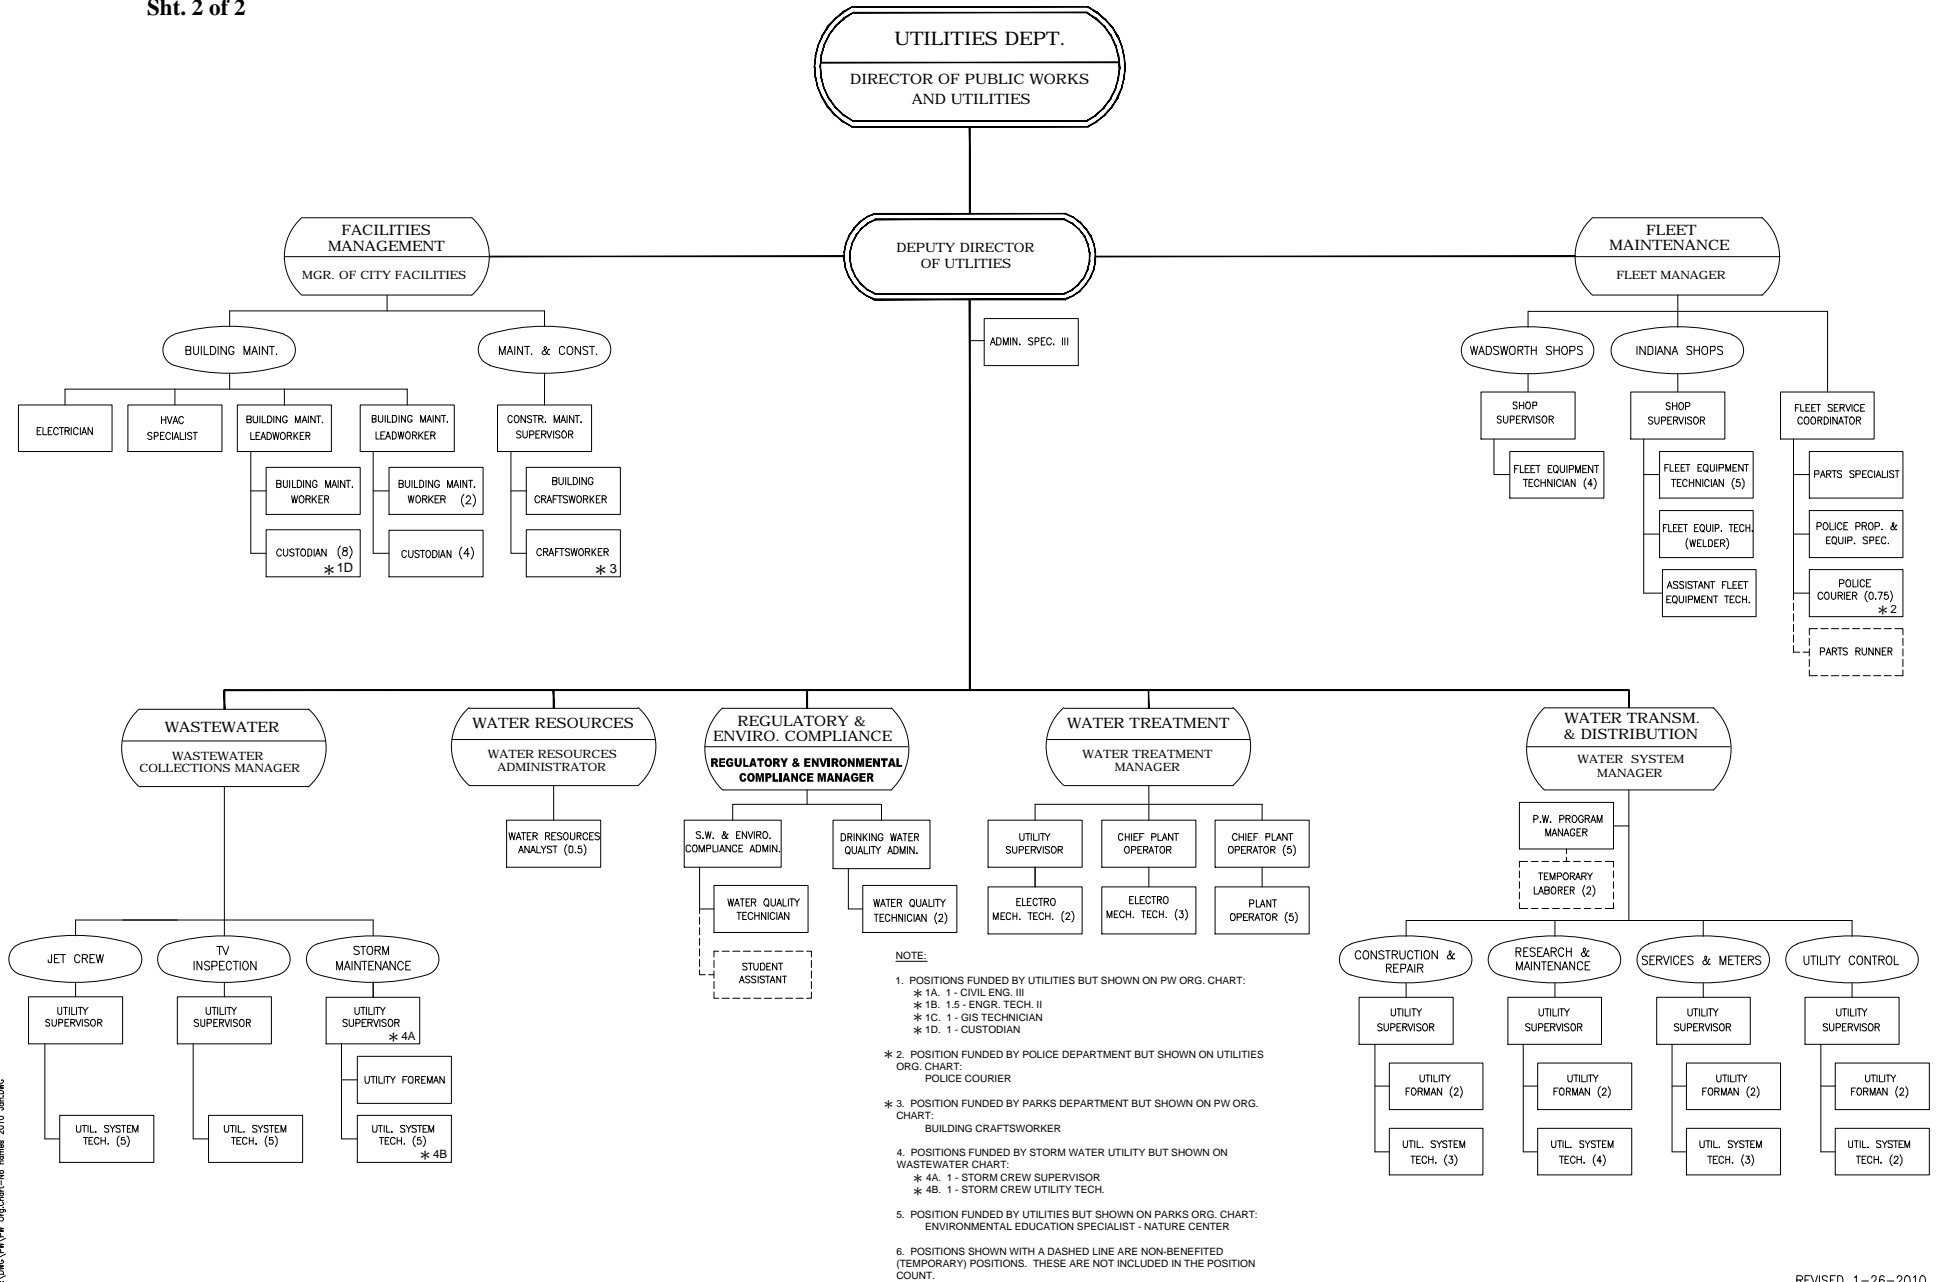 Sht. 2 of 2
UTILITIES DEPT.
DIRECTOR OF PUBLIC WORKS
AND UTILITIES
FACILITIES
MANAGEMENT
MGR. OF CITY FACILITIES
DEPUTY DIRECTOR
OF UTLITIES
FLEET
MAINTENANCE
FLEET MANAGER
ADMIN. SPEC. III
BUILDING MAINT.
MAINT. & CONST.
WADSWORTH SHOPS
INDIANA SHOPS
ELECTRICIAN
HVAC
SPECIALIST
BUILDING MAINT.
LEADWORKER
BUILDING MAINT.
LEADWORKER
CONSTR. MAINT.
SUPERVISOR
BUILDING MAINT.
WORKER
BUILDING MAINT.
WORKER (2)
BUILDING
CRAFTSWORKER
CUSTODIAN (8)
* 1D
CUSTODIAN (4)
CRAFTSWORKER
* 3
SHOP
SUPERVISOR
SHOP
SUPERVISOR
FLEET SERVICE
COORDINATOR
FLEET EQUIPMENT
TECHNICIAN (4)
FLEET EQUIPMENT
TECHNICIAN (5)
PARTS SPECIALIST
FLEET EQUIP. TECH.
(WELDER)
POLICE PROP. &
EQUIP. SPEC.
ASSISTANT FLEET
EQUIPMENT TECH.
POLICE
COURIER (0.75)
* 2
PARTS RUNNER
WASTEWATER
WASTEWATER
COLLECTIONS MANAGER
WATER RESOURCES
WATER RESOURCES
ADMINISTRATOR
REGULATORY &
ENVIRO. COMPLIANCE
REGULATORY & ENVIRONMENTAL
COMPLIANCE MANAGER
WATER TREATMENT
WATER TREATMENT
MANAGER
WATER TRANSM.
& DISTRIBUTION
WATER SYSTEM
MANAGER
WATER RESOURCES
ANALYST (0.5)
S.W. & ENVIRO.
COMPLIANCE ADMIN.
DRINKING WATER
QUALITY ADMIN.
UTILITY
SUPERVISOR
CHIEF PLANT
OPERATOR
CHIEF PLANT
OPERATOR (5)
P.W. PROGRAM
MANAGER
TEMPORARY
LABORER (2)
WATER QUALITY
TECHNICIAN
WATER QUALITY
TECHNICIAN (2)
ELECTRO
MECH. TECH. (2)
ELECTRO
MECH. TECH. (3)
PLANT
OPERATOR (5)
STUDENT
ASSISTANT
JET CREW
TV
INSPECTION
STORM
MAINTENANCE
UTILITY
SUPERVISOR
UTILITY
SUPERVISOR
UTILITY
SUPERVISOR
* 4A
UTILITY FOREMAN
UTIL. SYSTEM
TECH. (5)
UTIL. SYSTEM
TECH. (5)
UTIL. SYSTEM
TECH. (5)
* 4B
CONSTRUCTION &
REPAIR
RESEARCH &
MAINTENANCE
SERVICES & METERS
UTILITY CONTROL
UTILITY
SUPERVISOR
UTILITY
SUPERVISOR
UTILITY
SUPERVISOR
UTILITY
SUPERVISOR
UTILITY
FORMAN (2)
UTILITY
FORMAN (2)
UTILITY
FORMAN (2)
UTILITY
FORMAN (2)
UTIL. SYSTEM
TECH. (3)
UTIL. SYSTEM
TECH. (4)
UTIL. SYSTEM
TECH. (3)
UTIL. SYSTEM
TECH. (2)
NOTE:
1. POSITIONS FUNDED BY UTILITIES BUT SHOWN ON PW ORG. CHART:
* 1A. 1 - CIVIL ENG. III
* 1B. 1.5 - ENGR. TECH. II
* 1C. 1 - GIS TECHNICIAN
* 1D. 1 - CUSTODIAN
* 2. POSITION FUNDED BY POLICE DEPARTMENT BUT SHOWN ON UTILITIES
ORG. CHART:
POLICE COURIER
* 3. POSITION FUNDED BY PARKS DEPARTMENT BUT SHOWN ON PW ORG.
CHART:
BUILDING CRAFTSWORKER
4. POSITIONS FUNDED BY STORM WATER UTILITY BUT SHOWN ON
WASTEWATER CHART:
* 4A. 1 - STORM CREW SUPERVISOR
* 4B. 1 - STORM CREW UTILITY TECH.
5. POSITION FUNDED BY UTILITIES BUT SHOWN ON PARKS ORG. CHART:
ENVIRONMENTAL EDUCATION SPECIALIST - NATURE CENTER
6. POSITIONS SHOWN WITH A DASHED LINE ARE NON-BENEFITED
(TEMPORARY) POSITIONS. THESE ARE NOT INCLUDED IN THE POSITION
COUNT.
REVISED 1-26-2010